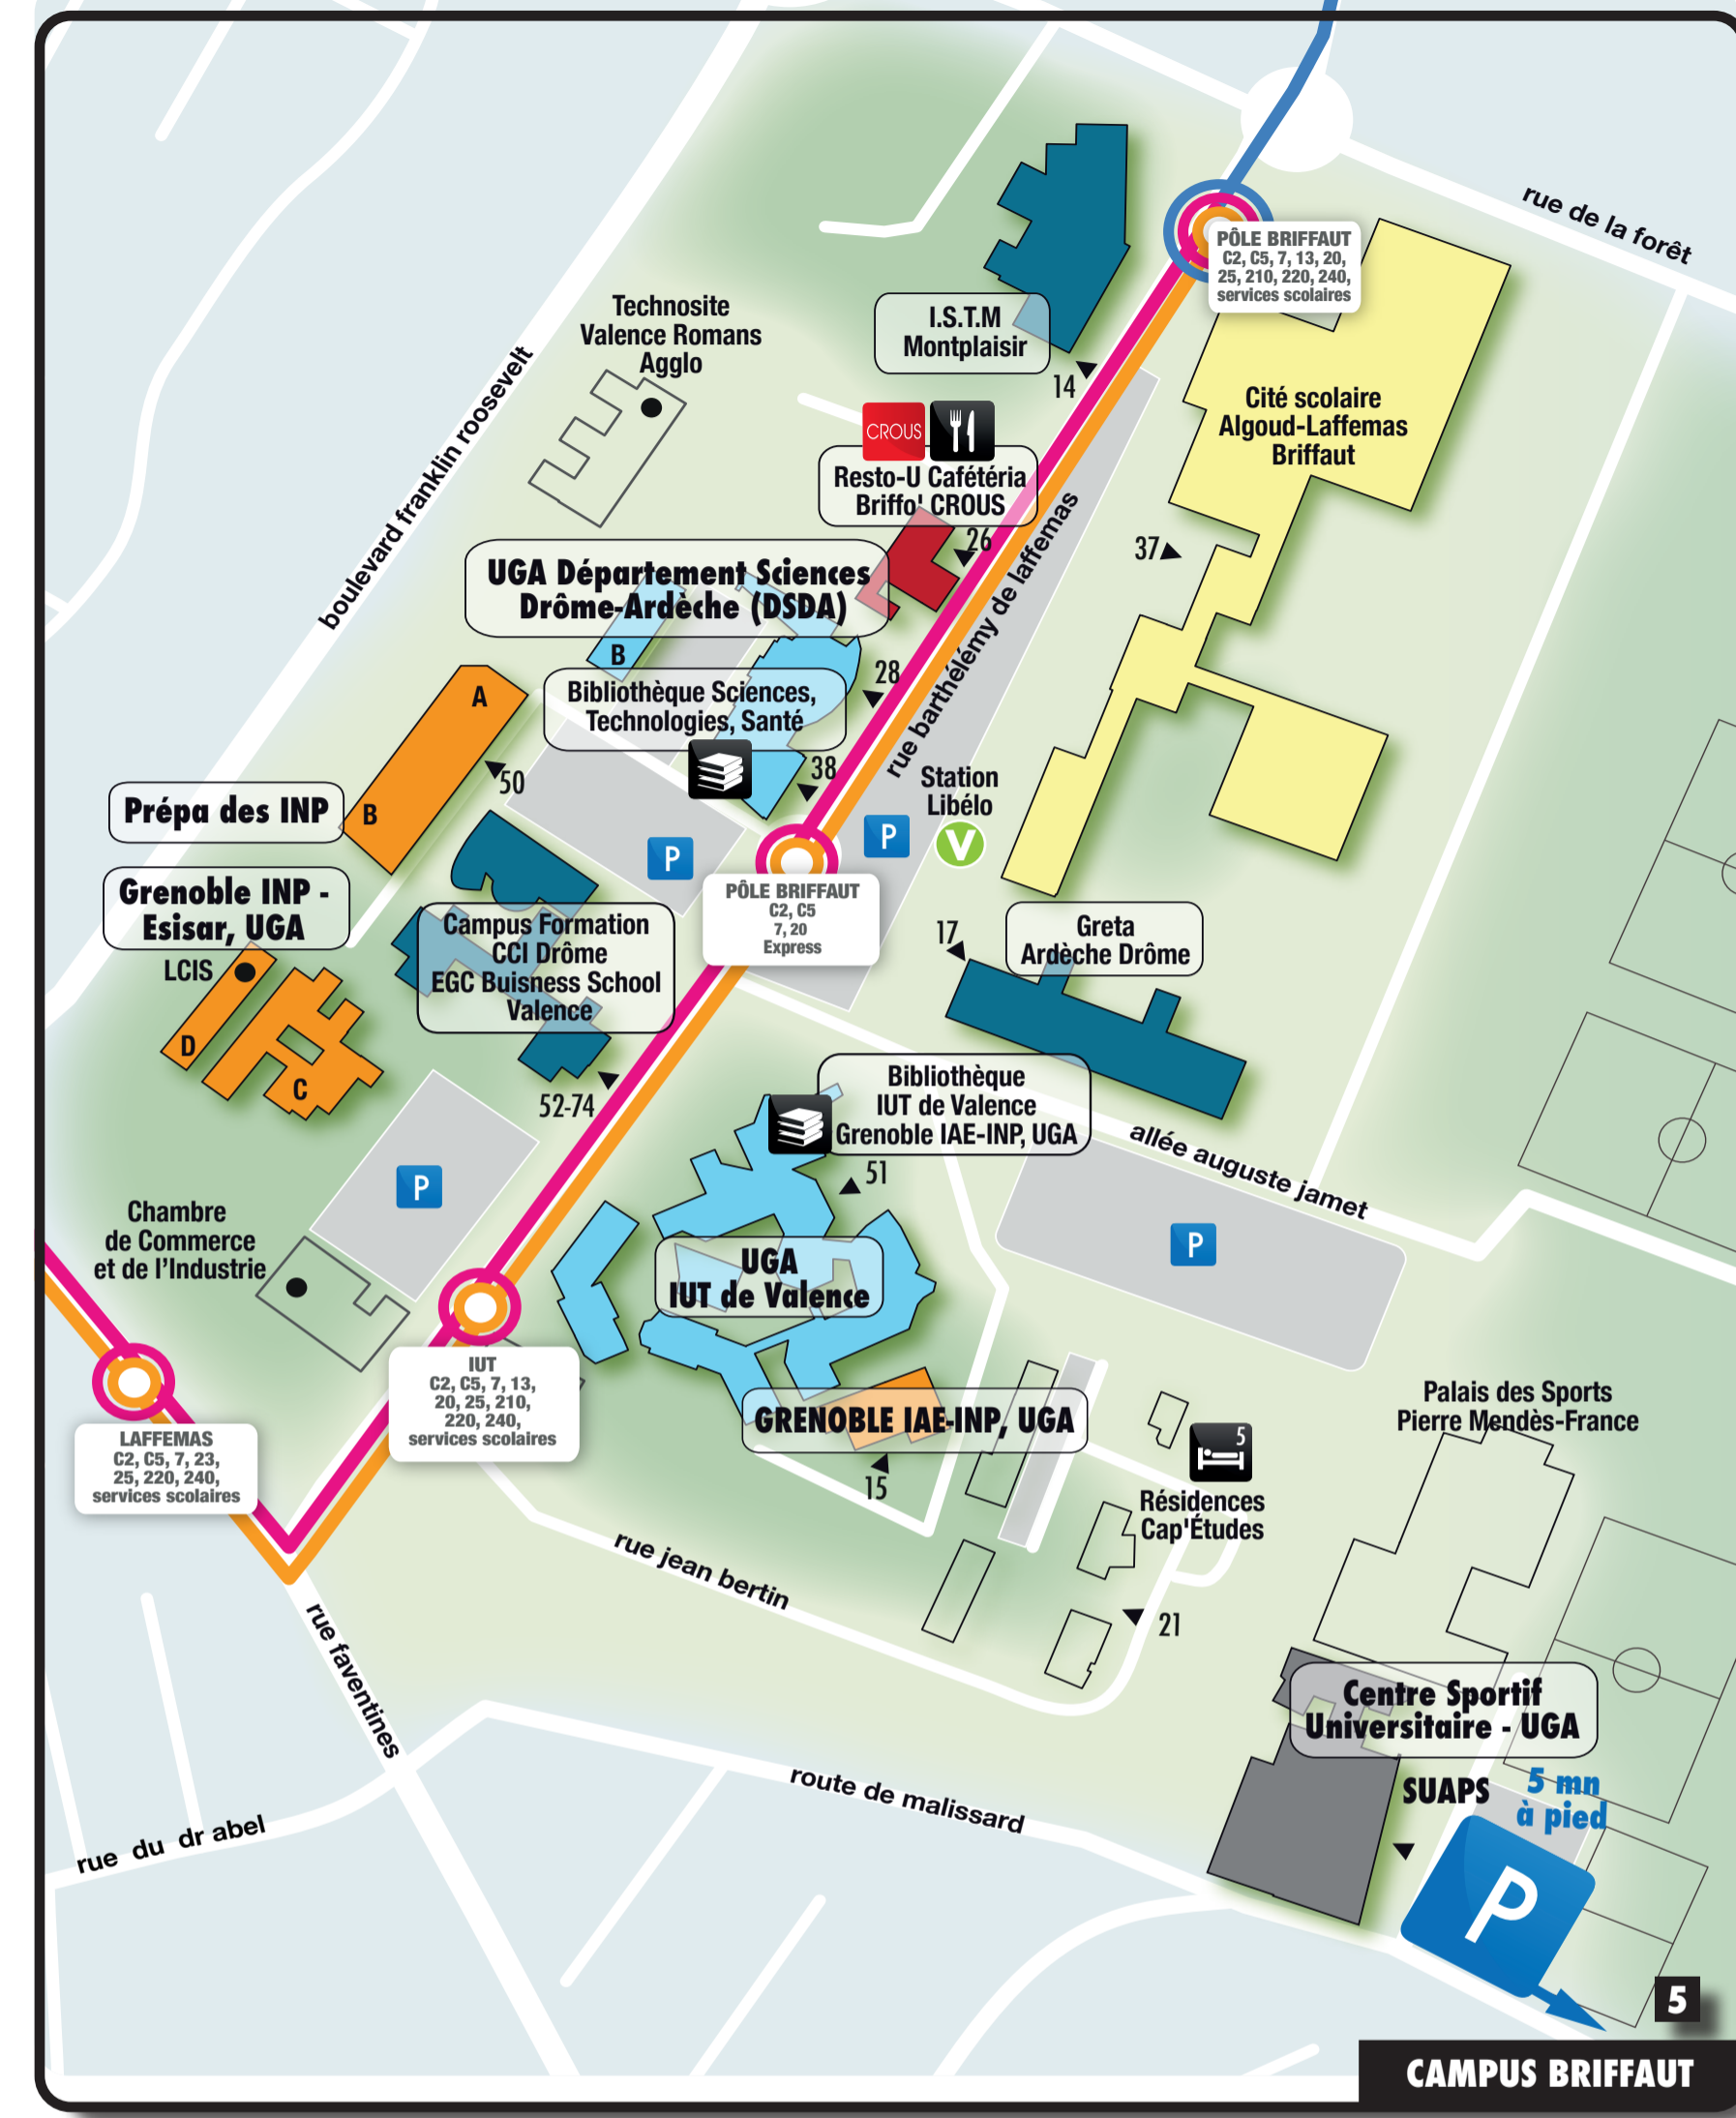 rue de la forêt
PÔLE BRIFFAUT
C2, C5, 7, 13, 20,
25, 210, 220, 240,
services scolaires
Technosite
Valence Romans
Agglo
I.S.T.M
Montplaisir
14
boulevard franklin roosevelt
Cité scolaire
Algoud-Laffemas
Briffaut
CROUS
Resto-U Cafétéria
Briffo' CROUS
26
37
rue barthélémy de laffemas
UGA Département Sciences
Drôme-Ardèche (DSDA)
B
28
Bibliothèque Sciences,
Technologies, Santé
38
A
B
50
Prépa des INP
Station
Libélo
V
P
P
PÔLE BRIFFAUT
C2, C5
7, 20
Express
Grenoble INP -
Esisar, UGA
LCIS
D
C
Campus Formation
CCI Drôme
EGC Buisness School
Valence
52-74
17
Greta
Ardèche Drôme
Bibliothèque
IUT de Valence
Grenoble IAE-INP, UGA
51
allée auguste jamet
P
P
Chambre
de Commerce
et de l'Industrie
UGA
IUT de Valence
IUT
C2, C5, 7, 13,
20, 25, 210,
220, 240,
services scolaires
LAFFEMAS
C2, C5, 7, 23,
25, 220, 240,
services scolaires
GRENOBLE IAE-INP, UGA
15
Palais des Sports
Pierre Mendès-France
5
Résidences
Cap'Études
21
rue jean bertin
rue faventines
Centre Sportif
Universitaire - UGA
SUAPS
5 mn
à pied
P
route de malissard
rue du dr abel
5
CAMPUS BRIFFAUT